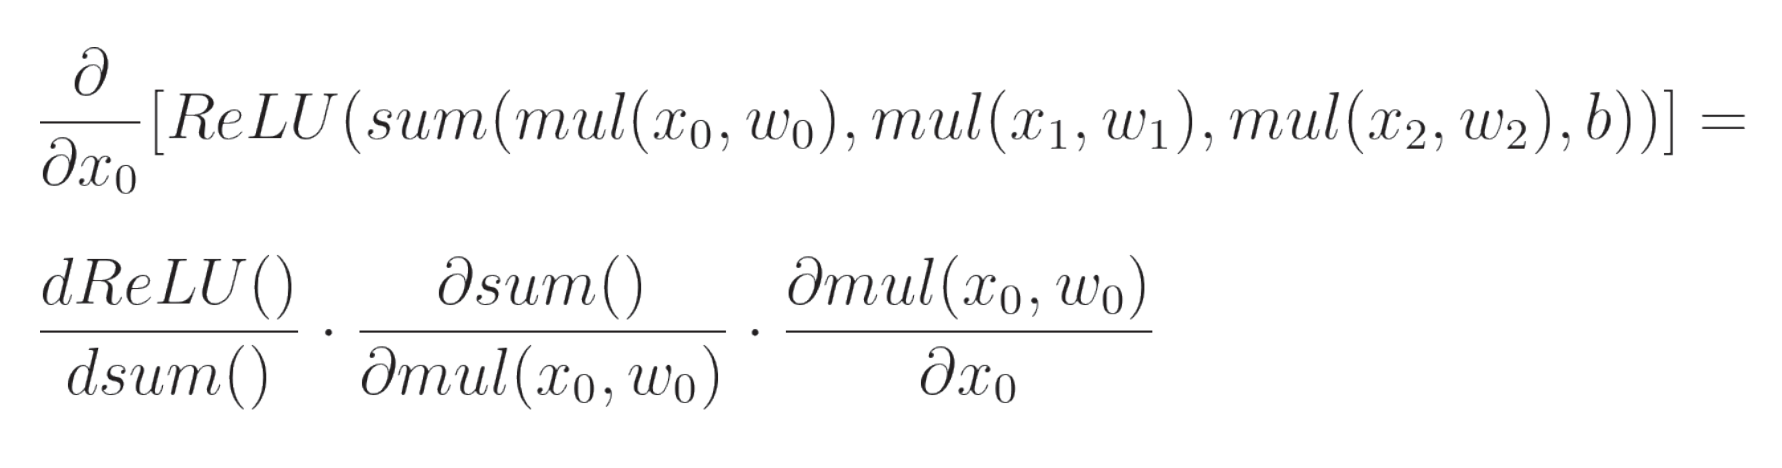 ∂/∂x₀ [ReLU(sum(mul(x₀, w₀), mul(x₁, w₁), mul(x₂, w₂), b))] =
dReLU()/dsum() · ∂sum()/∂mul(x₀, w₀) · ∂mul(x₀, w₀)/∂x₀